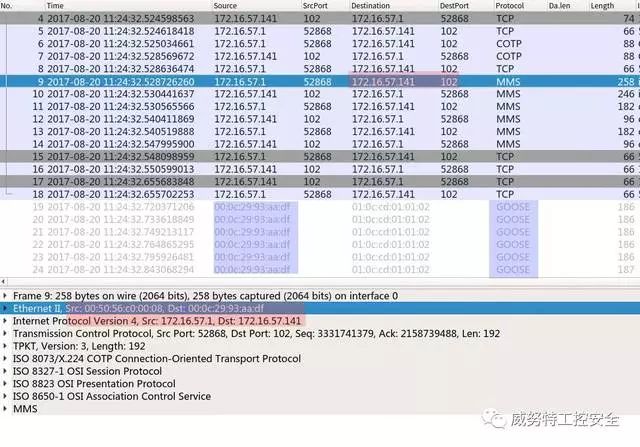 No. Time Source SrcPort Destination DestPort Protocol Da.len Length
4 2017-08-20 11:24:32.524598563 172.16.57.141 102 172.16.57.1 52868 TCP 74
5 2017-08-20 11:24:32.524618418 172.16.57.1 52868 172.16.57.141 102 TCP 66
6 2017-08-20 11:24:32.525034661 172.16.57.1 52868 172.16.57.141 102 COTP 88
7 2017-08-20 11:24:32.528569672 172.16.57.141 102 172.16.57.1 52868 COTP 88
8 2017-08-20 11:24:32.528636474 172.16.57.1 52868 172.16.57.141 102 TCP 66
9 2017-08-20 11:24:32.528726260 172.16.57.1 52868 172.16.57.141 102 MMS 258
10 2017-08-20 11:24:32.530441637 172.16.57.141 102 172.16.57.1 52868 MMS 246
11 2017-08-20 11:24:32.530565566 172.16.57.1 52868 172.16.57.141 102 MMS 182
12 2017-08-20 11:24:32.540411869 172.16.57.141 102 172.16.57.1 52868 MMS 96
13 2017-08-20 11:24:32.540519888 172.16.57.1 52868 172.16.57.141 102 MMS 182
14 2017-08-20 11:24:32.547995900 172.16.57.141 102 172.16.57.1 52868 MMS 96
15 2017-08-20 11:24:32.548098959 172.16.57.1 52868 172.16.57.141 102 TCP 66
16 2017-08-20 11:24:32.550599013 172.16.57.141 102 172.16.57.1 52868 TCP 66
17 2017-08-20 11:24:32.655683848 172.16.57.141 102 172.16.57.1 52868 TCP 66
18 2017-08-20 11:24:32.655702253 172.16.57.1 52868 172.16.57.141 102 TCP 66
19 2017-08-20 11:24:32.720371206 00:0c:29:93:aa:df 01:0c:cd:01:01:02 GOOSE 186
20 2017-08-20 11:24:32.733618849 00:0c:29:93:aa:df 01:0c:cd:01:01:02 GOOSE 186
21 2017-08-20 11:24:32.749213117 00:0c:29:93:aa:df 01:0c:cd:01:01:02 GOOSE 186
22 2017-08-20 11:24:32.764865295 00:0c:29:93:aa:df 01:0c:cd:01:01:02 GOOSE 186
23 2017-08-20 11:24:32.795926481 00:0c:29:93:aa:df 01:0c:cd:01:01:02 GOOSE 186
24 2017-08-20 11:24:32.843068294 00:0c:29:93:aa:df 01:0c:cd:01:01:02 GOOSE 187
Frame 9: 258 bytes on wire (2064 bits), 258 bytes captured (2064 bits) on interface 0
Ethernet II, Src: 00:50:56:c0:00:08, Dst: 00:0c:29:93:aa:df
Internet Protocol Version 4, Src: 172.16.57.1, Dst: 172.16.57.141
Transmission Control Protocol, Src Port: 52868, Dst Port: 102, Seq: 3331741379, Ack: 2158739488, Len: 192
TPKT, Version: 3, Length: 192
ISO 8073/X.224 COTP Connection-Oriented Transport Protocol
ISO 8327-1 OSI Session Protocol
ISO 8823 OSI Presentation Protocol
ISO 8650-1 OSI Association Control Service
MMS
威努特工控安全